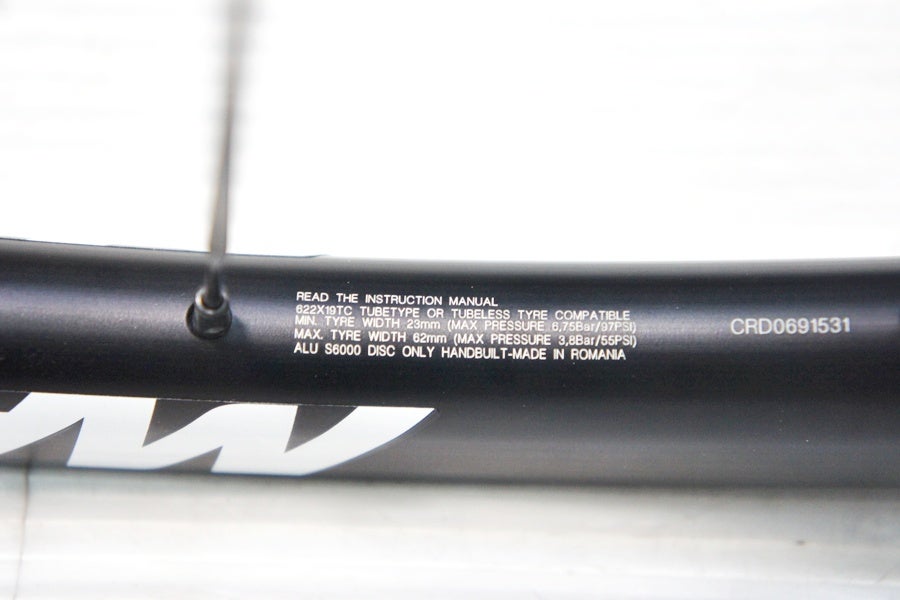 READ THE INSTRUCTION MANUAL
622X19TC TUBETYPE OR TUBELESS TYRE COMPATIBLE
MIN. TYRE WIDTH 23mm (MAX PRESSURE 6,75Bar/97PSI)
MAX. TYRE WIDTH 62mm (MAX PRESSURE 3,8Bar/55PSI)
ALU S6000 DISC ONLY HANDBUILT-MADE IN ROMANIA
CRD0691531